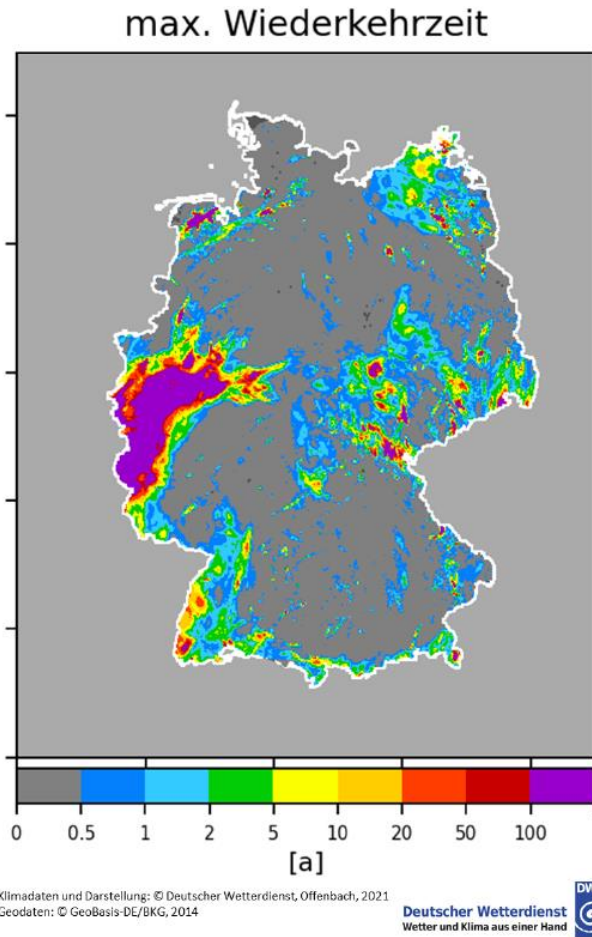 max. Wiederkehrzeit
0 0.5 1 2 5 10 20 50 100
[a]
Klimadaten und Darstellung: © Deutscher Wetterdienst, Offenbach, 2021
Geodaten: © GeoBasis-DE/BKG, 2014
Deutscher Wetterdienst
Wetter und Klima aus einer Hand